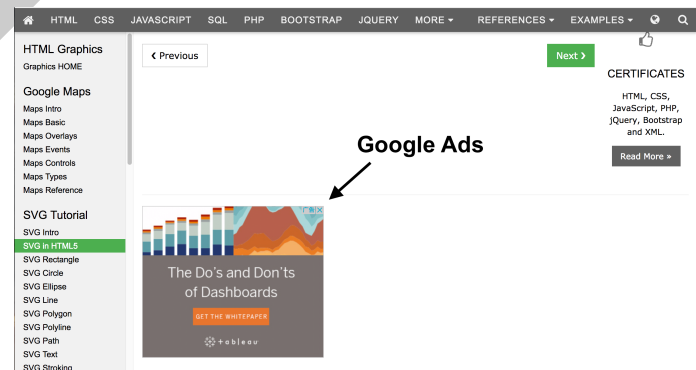 HTML CSS JAVASCRIPT SQL PHP BOOTSTRAP JQUERY MORE REFERENCES EXAMPLES
HTML Graphics
Graphics HOME
Google Maps
Maps Intro
Maps Basic
Maps Overlays
Maps Events
Maps Controls
Maps Types
Maps Reference
SVG Tutorial
SVG Intro
SVG in HTML5
SVG Rectangle
SVG Circle
SVG Ellipse
SVG Line
SVG Polygon
SVG Polyline
SVG Path
SVG Text
SVG Stroking
❮ Previous
Next ❯
Google Ads
The Do's and Don'ts
of Dashboards
GET THE WHITEPAPER
+ableau
CERTIFICATES
HTML, CSS,
JavaScript, PHP,
jQuery, Bootstrap
and XML.
Read More »